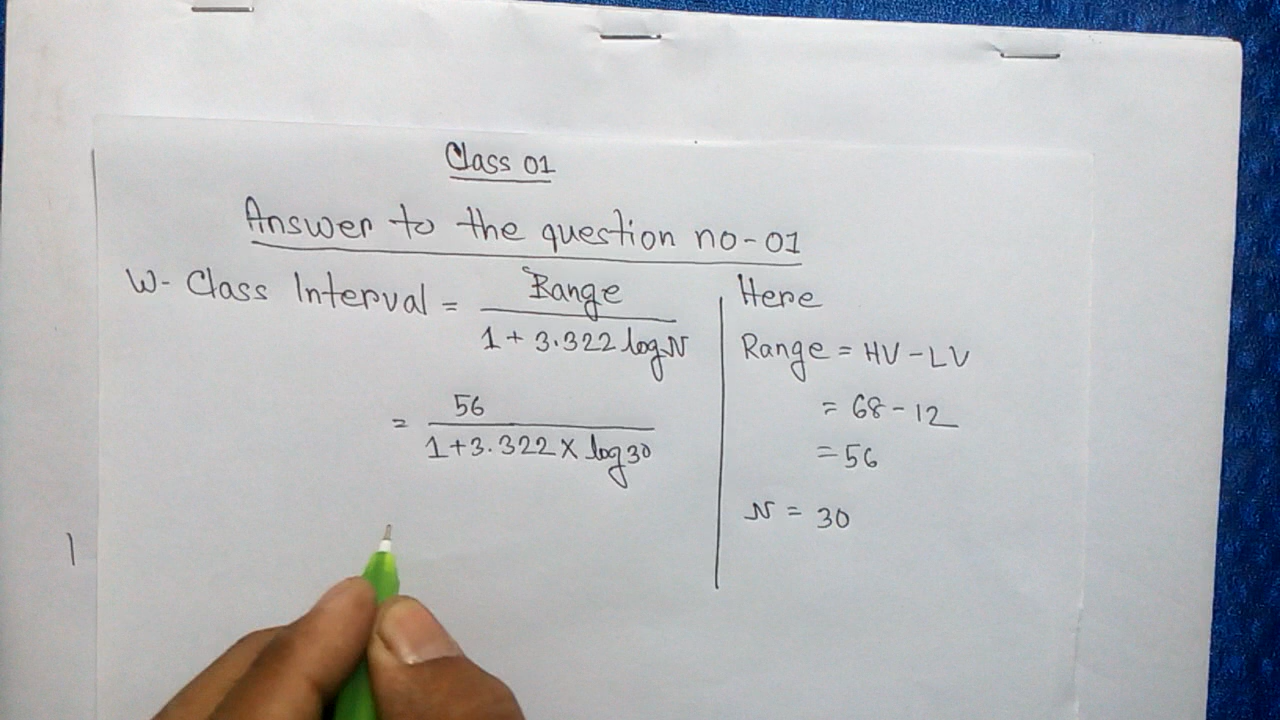 Class 01
Answer to the question no-01
W- Class Interval = Range / 1 + 3.322 log N
= 56 / 1+3.322 × log 30
Here
Range = HV - LV
= 68 - 12
= 56
N = 30